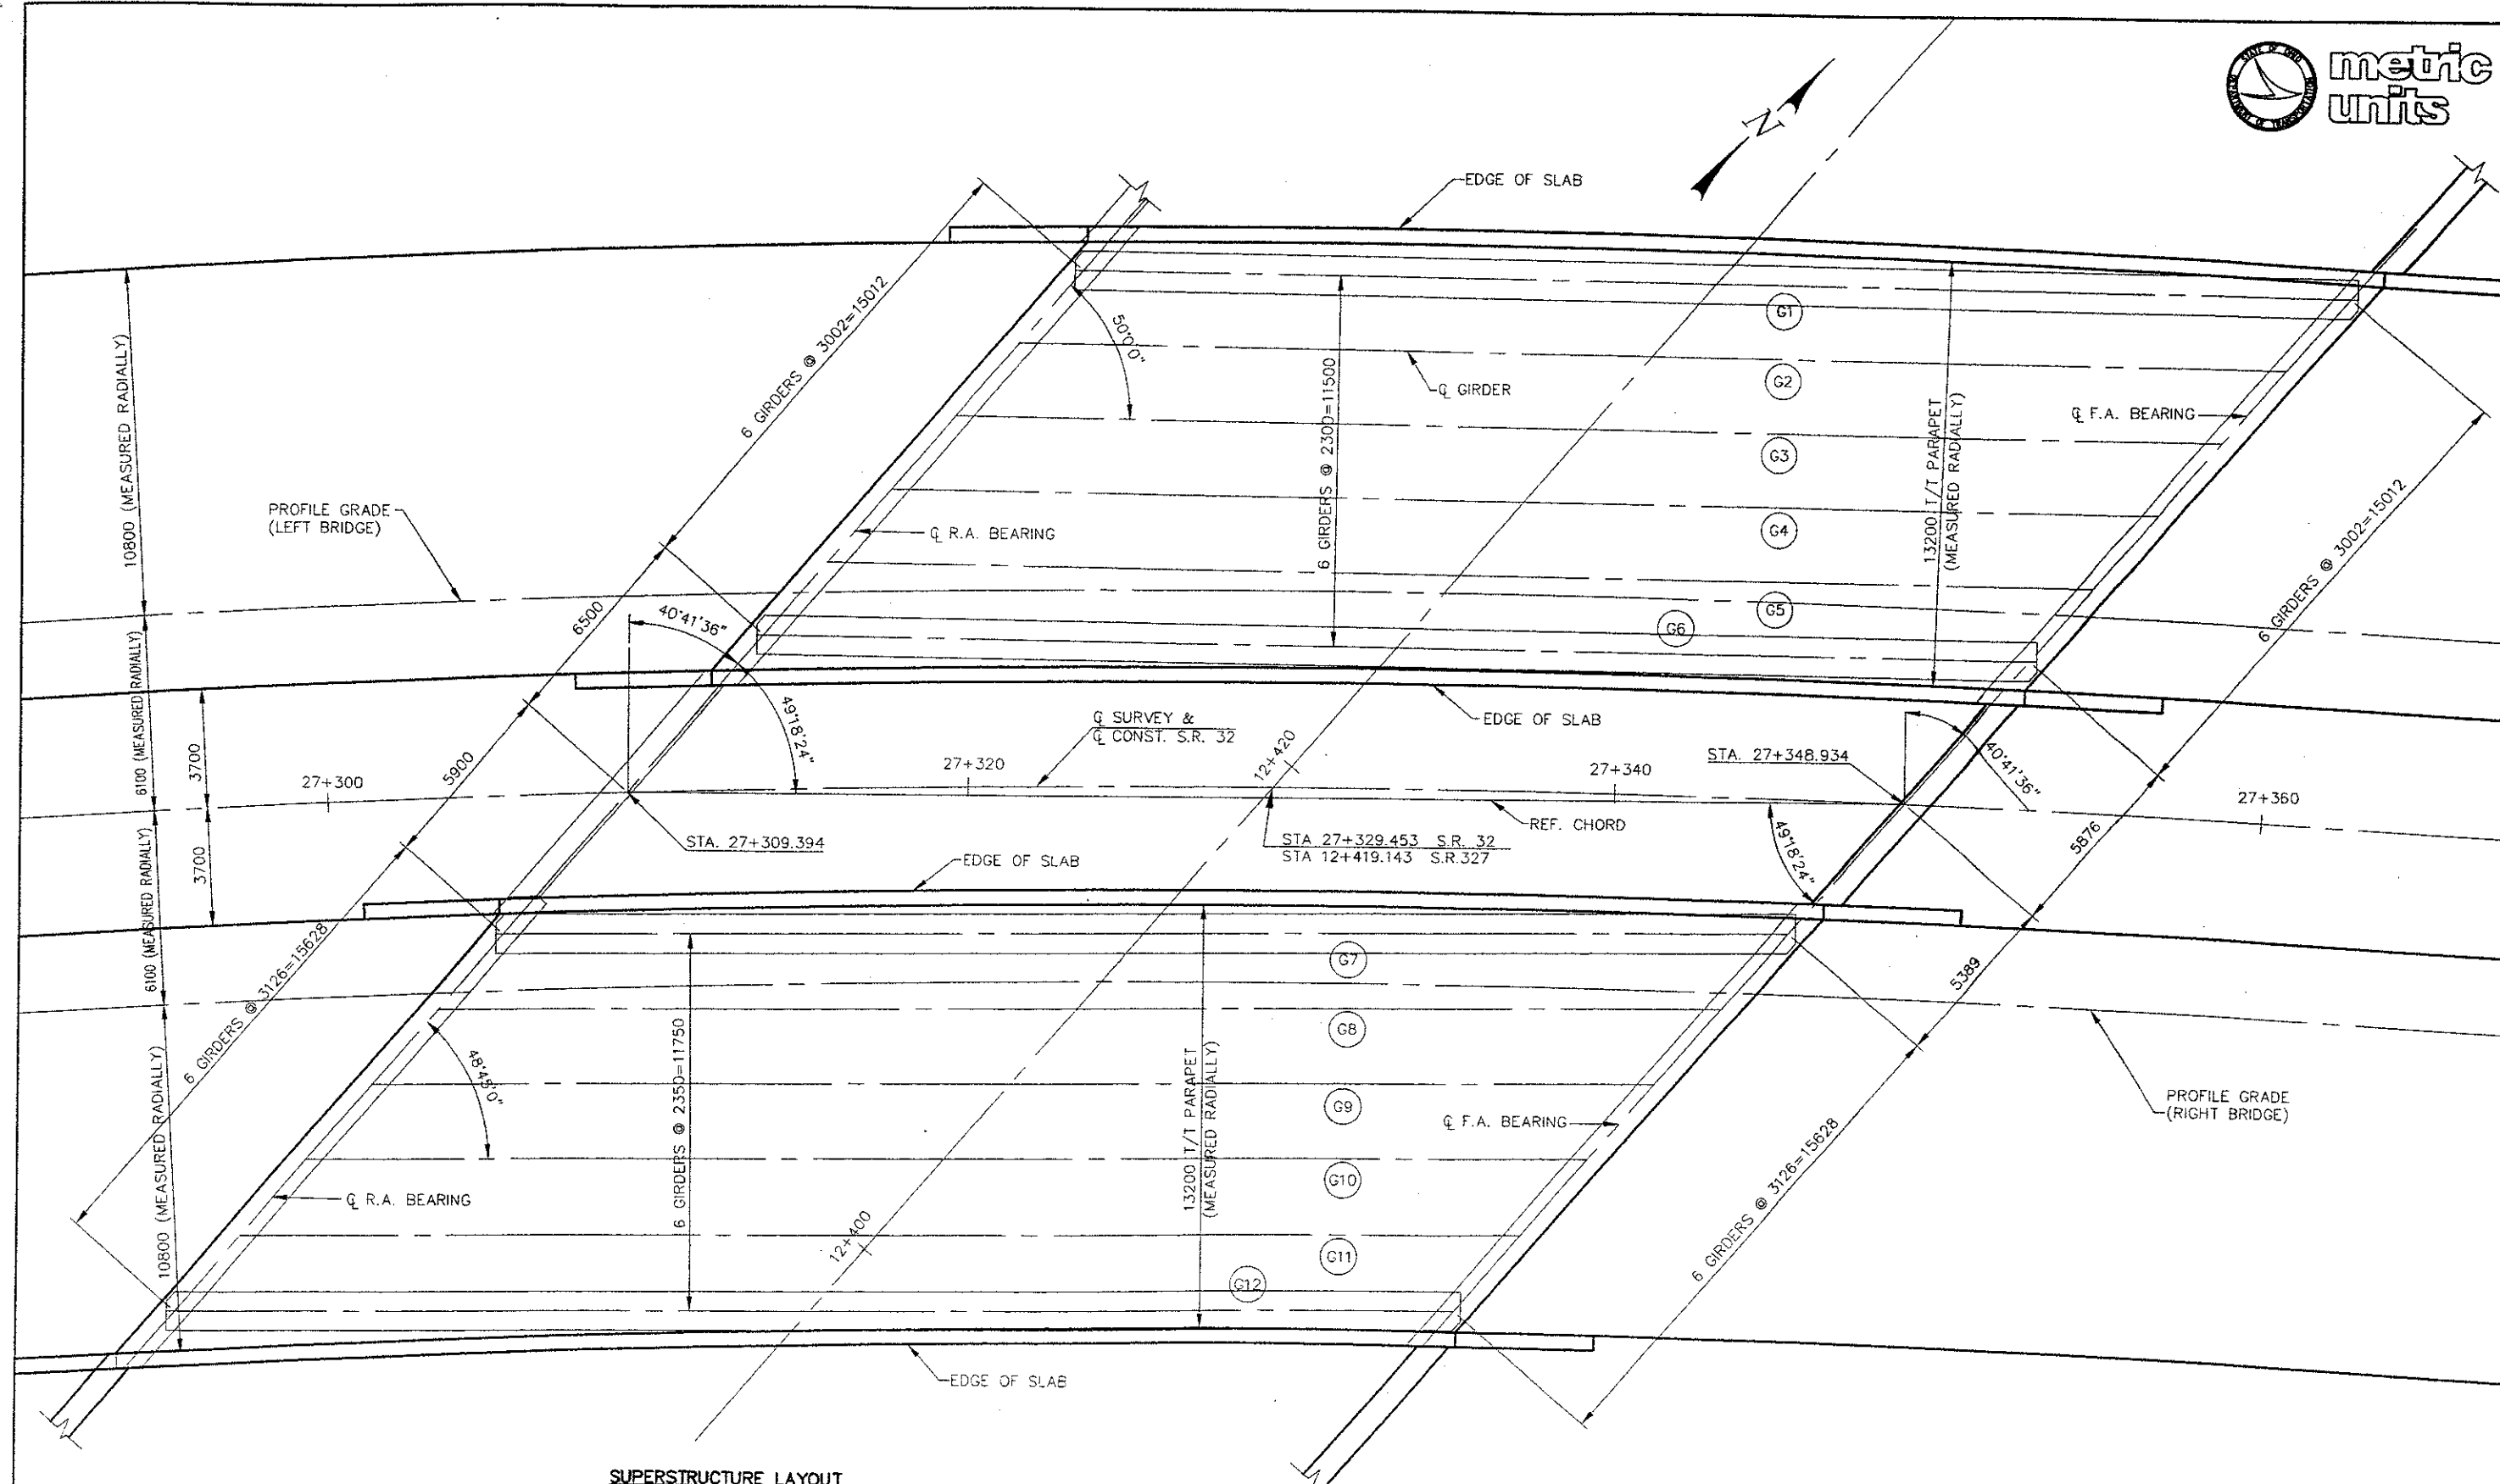 metric
units
N
EDGE OF SLAB
6 GIRDERS @ 3002=15012
10800 (MEASURED RADIALLY)
50°0'0"
G1
℄ GIRDER
G2
6 GIRDERS @ 2300=11500
13200 T/T PARAPET
(MEASURED RADIALLY)
℄ F.A. BEARING
G3
PROFILE GRADE
(LEFT BRIDGE)
℄ R.A. BEARING
G4
6 GIRDERS @ 3002=15012
6500
40°41'36"
G5
G6
6100 (MEASURED RADIALLY)
3700
49°18'24"
℄ SURVEY &
℄ CONST. S.R. 32
EDGE OF SLAB
5900
27+300
27+320
12+420
27+340
STA. 27+348.934
40°41'36"
27+360
STA. 27+309.394
REF. CHORD
STA 27+329.453 S.R. 32
STA 12+419.143 S.R.327
49°18'24"
5876
6100 (MEASURED RADIALLY)
3700
EDGE OF SLAB
6 GIRDERS @ 3126=15628
G7
5389
G8
48°45'0"
6 GIRDERS @ 2350=11750
13200 T/T PARAPET
(MEASURED RADIALLY)
G9
℄ F.A. BEARING
PROFILE GRADE
(RIGHT BRIDGE)
10800 (MEASURED RADIALLY)
℄ R.A. BEARING
G10
6 GIRDERS @ 3126=15628
12+400
G11
G12
EDGE OF SLAB
SUPERSTRUCTURE LAYOUT